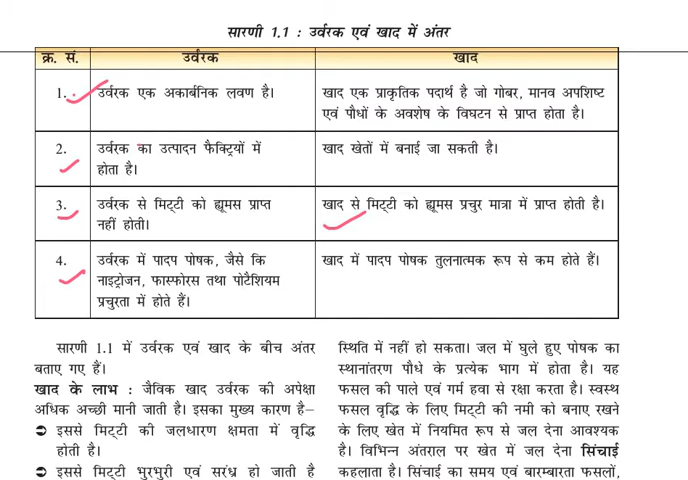 सारणी 1.1 : उर्वरक एवं खाद में अंतर
क्र. सं. उर्वरक खाद
1. उर्वरक एक अकार्बनिक लवण है। खाद एक प्राकृतिक पदार्थ है जो गोबर, मानव अपशिष्ट
एवं पौधों के अवशेष के विघटन से प्राप्त होता है।
2. उर्वरक का उत्पादन फैक्ट्रियों में खाद खेतों में बनाई जा सकती है।
होता है।
3. उर्वरक से मिट्टी को ह्यूमस प्राप्त खाद से मिट्टी को ह्यूमस प्रचुर मात्रा में प्राप्त होती है।
नहीं होती।
4. उर्वरक में पादप पोषक, जैसे कि खाद में पादप पोषक तुलनात्मक रूप से कम होते हैं।
नाइट्रोजन, फास्फोरस तथा पोटैशियम
प्रचुरता में होते हैं।
सारणी 1.1 में उर्वरक एवं खाद के बीच अंतर
बताए गए हैं।
खाद के लाभ : जैविक खाद उर्वरक की अपेक्षा
अधिक अच्छी मानी जाती है। इसका मुख्य कारण है–
➲ इससे मिट्टी की जलधारण क्षमता में वृद्धि
होती है।
➲ इससे मिट्टी भुरभुरी एवं सरंध्र हो जाती है
स्थिति में नहीं हो सकता। जल में घुले हुए पोषक का
स्थानांतरण पौधे के प्रत्येक भाग में होता है। यह
फसल की पाले एवं गर्म हवा से रक्षा करता है। स्वस्थ
फसल वृद्धि के लिए मिट्टी की नमी को बनाए रखने
के लिए खेत में नियमित रूप से जल देना आवश्यक
है। विभिन्न अंतराल पर खेत में जल देना सिंचाई
कहलाता है। सिंचाई का समय एवं बारम्बारता फसलों,